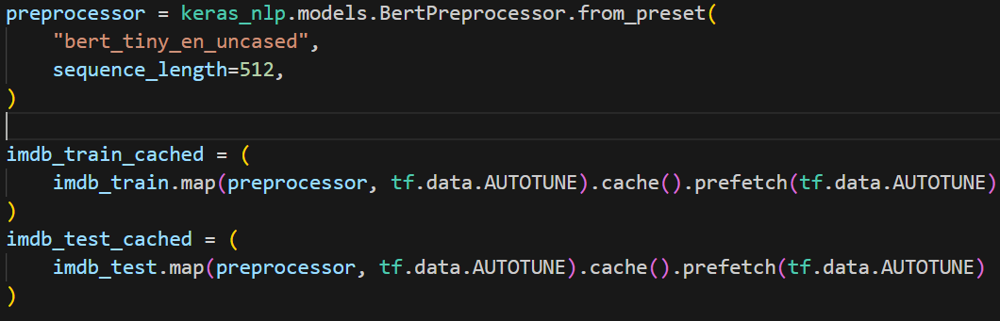 preprocessor = keras_nlp.models.BertPreprocessor.from_preset(
    "bert_tiny_en_uncased",
    sequence_length=512,
)
imdb_train_cached = (
    imdb_train.map(preprocessor, tf.data.AUTOTUNE).cache().prefetch(tf.data.AUTOTUNE)
)
imdb_test_cached = (
    imdb_test.map(preprocessor, tf.data.AUTOTUNE).cache().prefetch(tf.data.AUTOTUNE)
)